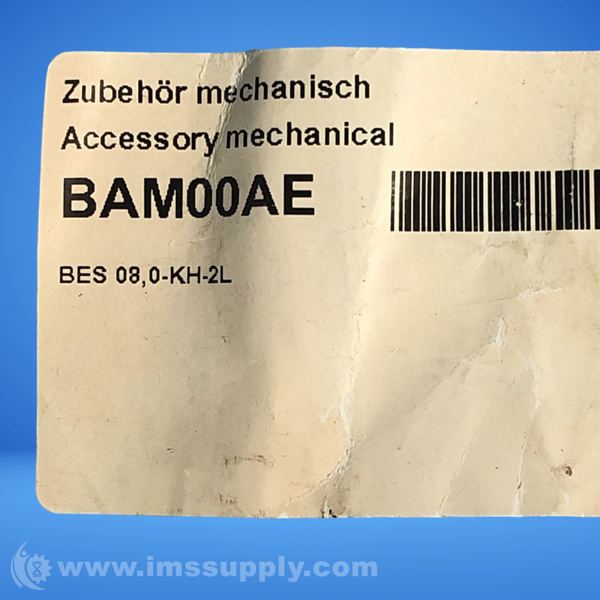 Zubehör mechanisch
Accessory mechanical
BAM00AE
BES 08,0-KH-2L
www.imssupply.com